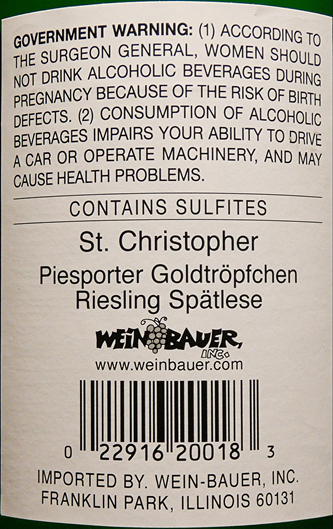 GOVERNMENT WARNING: (1) ACCORDING TO
THE SURGEON GENERAL, WOMEN SHOULD
NOT DRINK ALCOHOLIC BEVERAGES DURING
PREGNANCY BECAUSE OF THE RISK OF BIRTH
DEFECTS. (2) CONSUMPTION OF ALCOHOLIC
BEVERAGES IMPAIRS YOUR ABILITY TO DRIVE
A CAR OR OPERATE MACHINERY, AND MAY
CAUSE HEALTH PROBLEMS.
CONTAINS SULFITES
St. Christopher
Piesporter Goldtröpfchen
Riesling Spätlese
WEIN BAUER,
INC.
www.weinbauer.com
0 22916 20018 3
IMPORTED BY. WEIN-BAUER, INC.
FRANKLIN PARK, ILLINOIS 60131